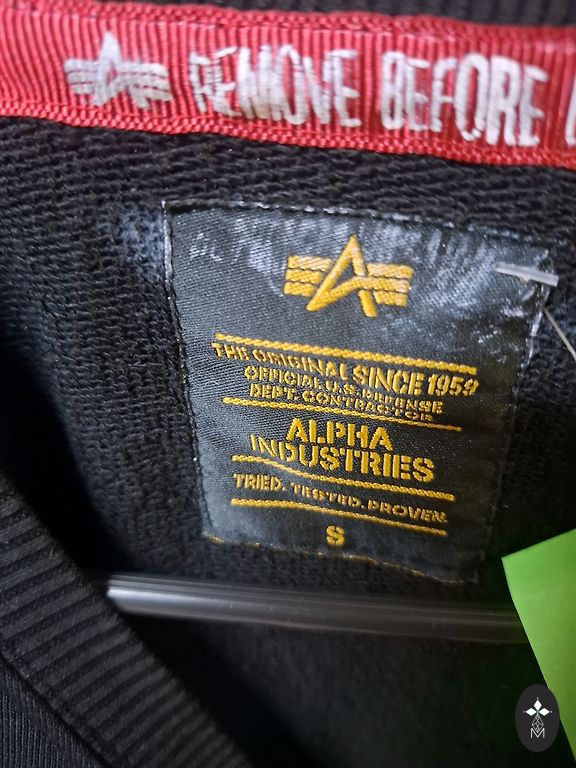 REMOVE BEFORE
THE ORIGINAL SINCE 1959
OFFICIAL U.S. DEFENSE
DEPT. CONTRACTOR
ALPHA
INDUSTRIES
TRIED. TESTED. PROVEN.
S
M